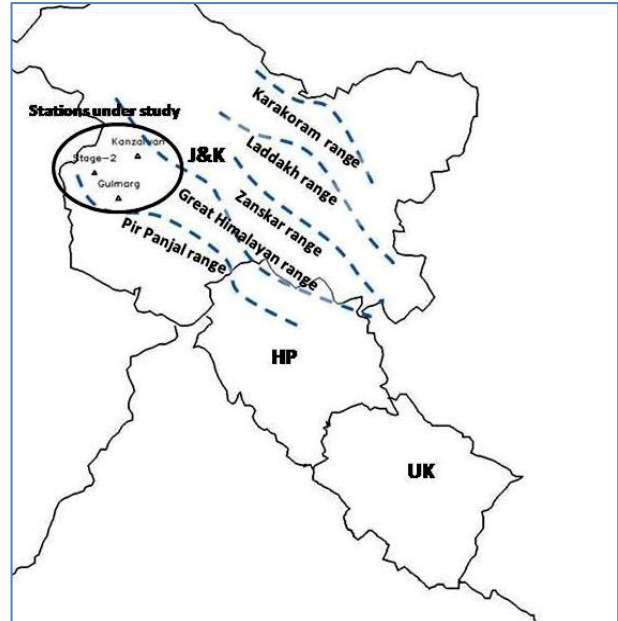 Karakoram range
Stations under study
Kanzalwan
J&K
Laddakh range
Stage-2
Gulmarg
Zanskar range
Great Himalayan range
Pir Panjal range
HP
UK